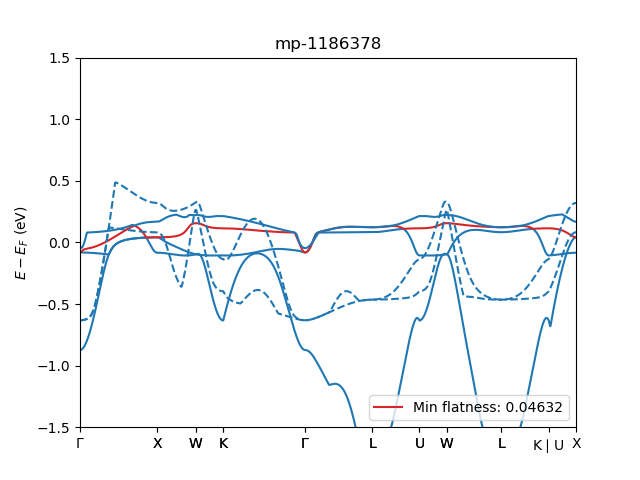 mp-1186378
E − E_F (eV)
1.5
1.0
0.5
0.0
−0.5
−1.0
−1.5
Min flatness: 0.04632
Γ X W K Γ L U W L K | U X